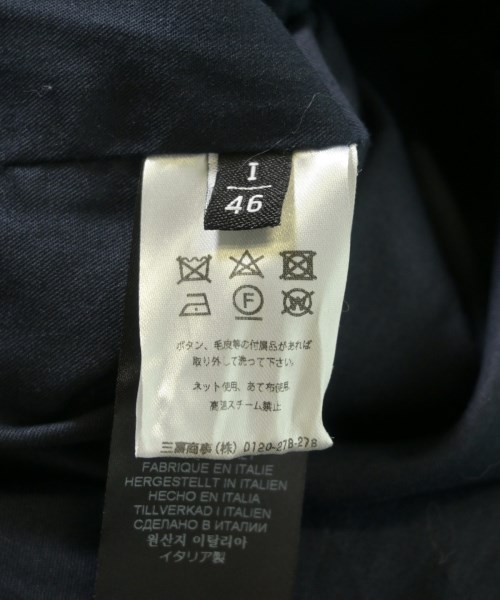 I
46
F
W
ボタン、毛皮等の付属品があれば
取り外して洗って下さい。
ネット使用、あて布使用
高温スチーム禁止
三喜商事(株) 0120-278-278
FABRIQUE EN ITALIE
HERGESTELLT IN ITALIEN
HECHO EN ITALIA
TILLVERKAD I ITALIEN
СДЕЛАНО В ИТАЛИИ
원산지 이탈리아
イタリア製